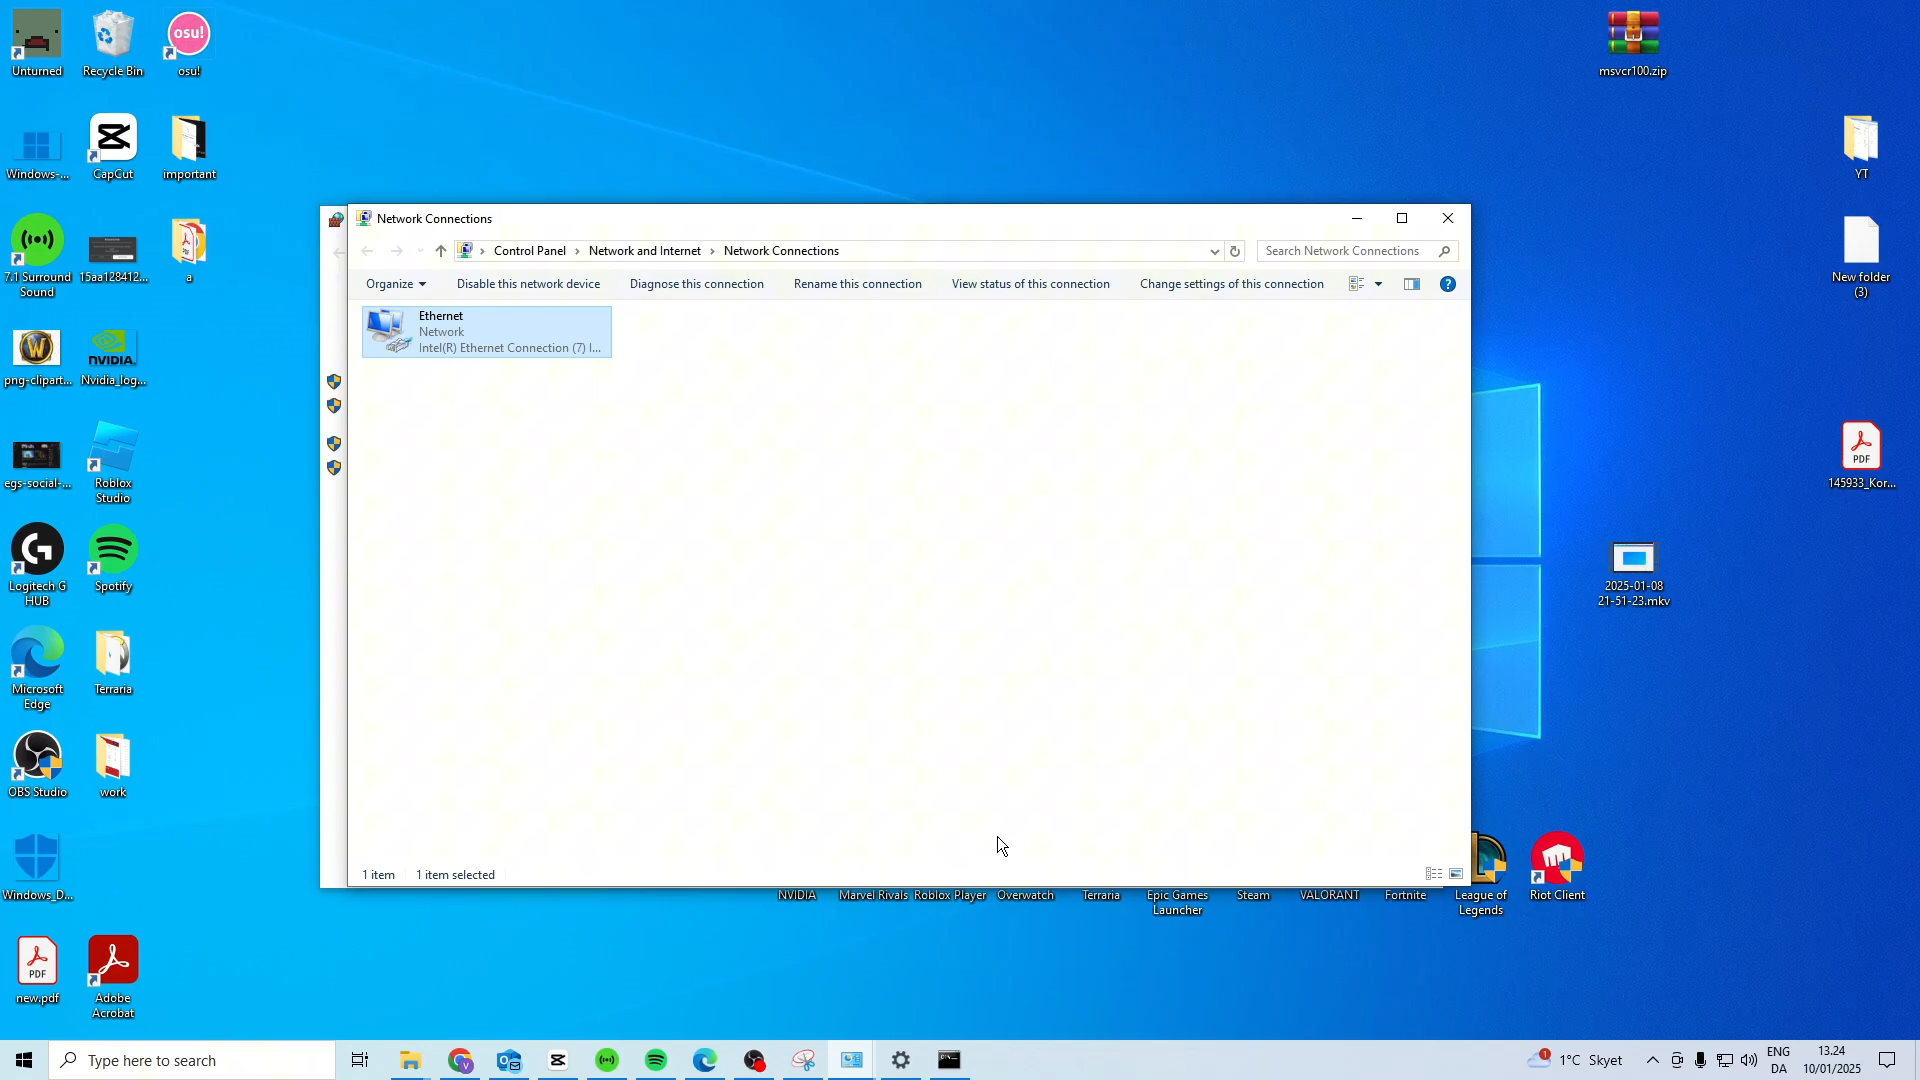 Unturned
Recycle Bin
osu!
osu!
msvcr100.zip
Windows-...
CapCut
important
YT
7.1 Surround
Sound
15aa128412...
a
New folder
(3)
png-clipart...
NVIDIA.
Nvidia_log...
egs-social-...
Roblox
Studio
PDF
145933_Kor...
Logitech G
HUB
Spotify
2025-01-08
21-51-23.mkv
Microsoft
Edge
Terraria
OBS Studio
work
Windows_D...
PDF
new.pdf
Adobe
Acrobat
Network Connections
Control Panel
Network and Internet
Network Connections
Search Network Connections
Organize
Disable this network device
Diagnose this connection
Rename this connection
View status of this connection
Change settings of this connection
Ethernet
Network
Intel(R) Ethernet Connection (7) I...
1 item
1 item selected
NVIDIA
Marvel Rivals
Roblox Player
Overwatch
Terraria
Epic Games
Launcher
Steam
VALORANT
Fortnite
League of
Legends
Riot Client
Type here to search
1
1°C Skyet
ENG
DA
13.24
10/01/2025